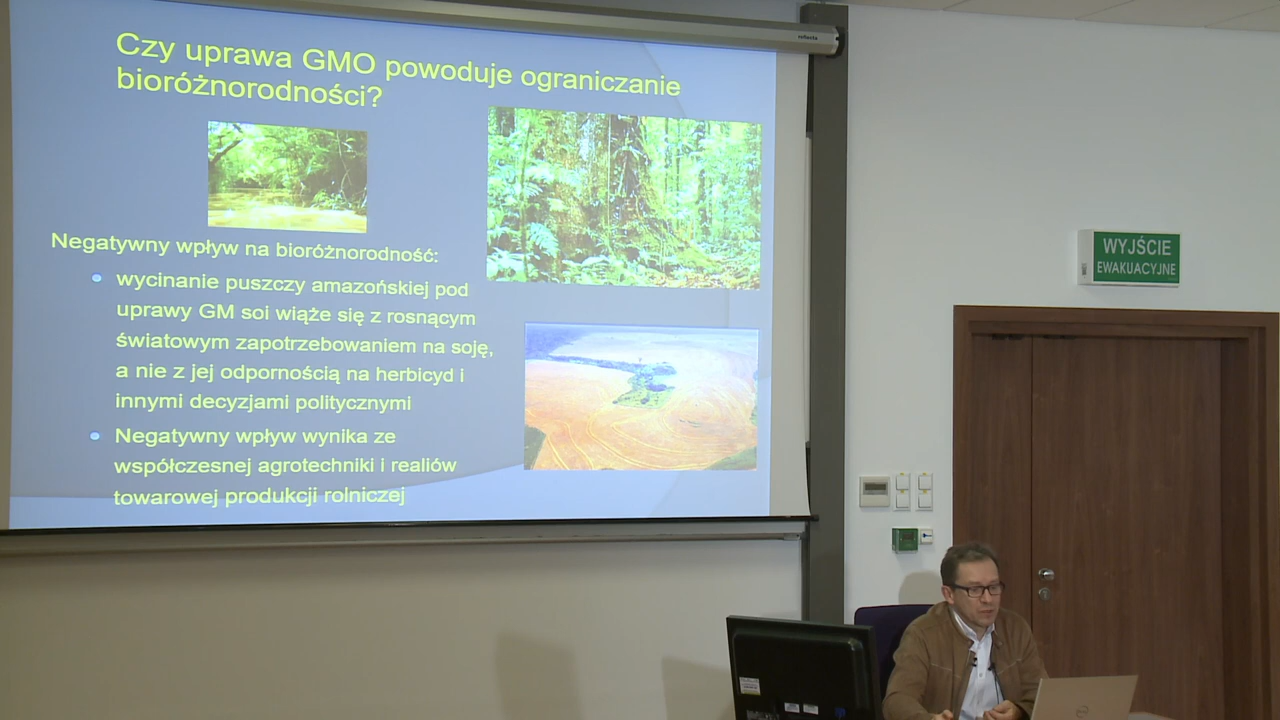 reflecta
Czy uprawa GMO powoduje ograniczanie
bioróżnorodności?
Negatywny wpływ na bioróżnorodność:
wycinanie puszczy amazońskiej pod
uprawy GM soi wiąże się z rosnącym
światowym zapotrzebowaniem na soję,
a nie z jej odpornością na herbicyd i
innymi decyzjami politycznymi
Negatywny wpływ wynika ze
współczesnej agrotechniki i realiów
towarowej produkcji rolniczej
WYJŚCIE
EWAKUACYJNE
DELL